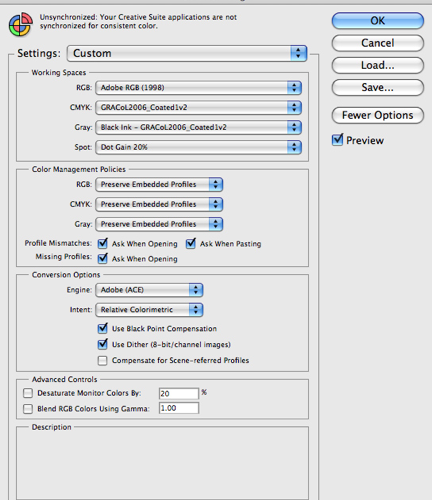 Unsynchronized: Your Creative Suite applications are not
synchronized for consistent color.
OK
Cancel
Load...
Save...
Fewer Options
Preview
Settings: Custom
Working Spaces
RGB: Adobe RGB (1998)
CMYK: GRACoL2006_Coated1v2
Gray: Black Ink - GRACoL2006_Coated1v2
Spot: Dot Gain 20%
Color Management Policies
RGB: Preserve Embedded Profiles
CMYK: Preserve Embedded Profiles
Gray: Preserve Embedded Profiles
Profile Mismatches: Ask When Opening Ask When Pasting
Missing Profiles: Ask When Opening
Conversion Options
Engine: Adobe (ACE)
Intent: Relative Colorimetric
Use Black Point Compensation
Use Dither (8-bit/channel images)
Compensate for Scene-referred Profiles
Advanced Controls
Desaturate Monitor Colors By: 20 %
Blend RGB Colors Using Gamma: 1.00
Description